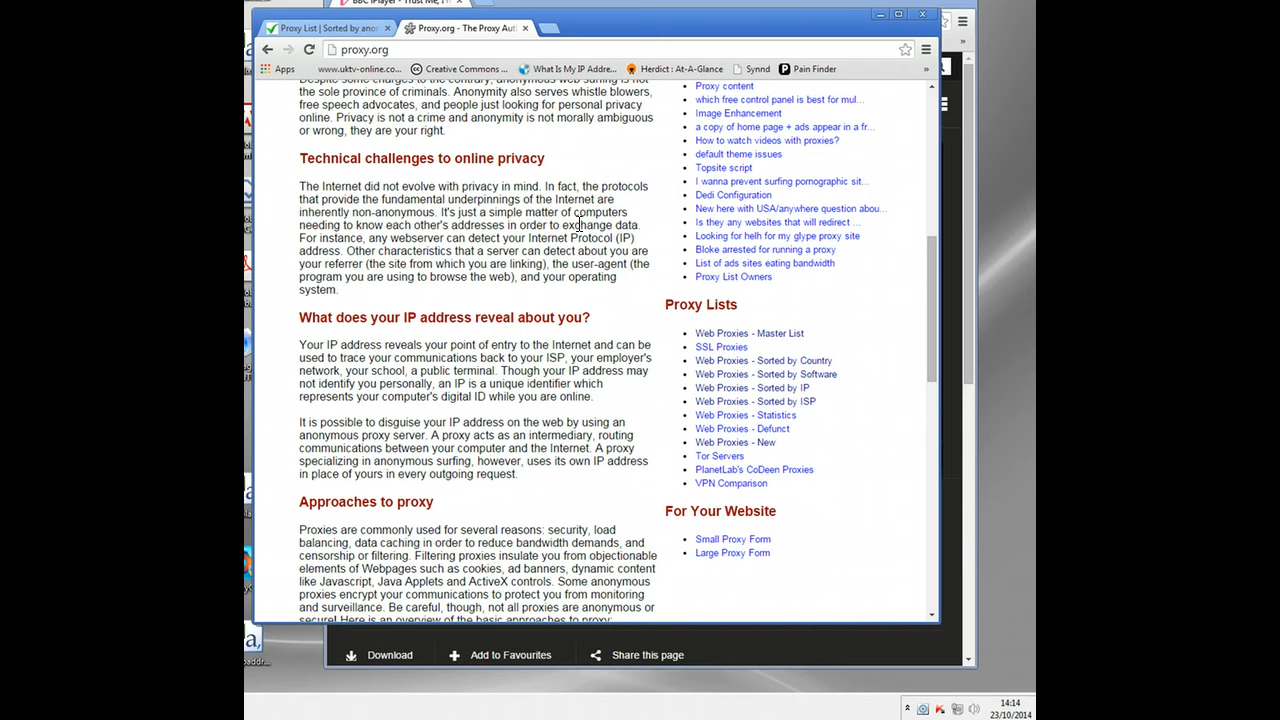 BBC iPlayer - Trust Me, I
Proxy List | Sorted by anor
Proxy.org - The Proxy Aut
proxy.org
Apps
www.uktv-online.co...
Creative Commons ...
What Is My IP Addre...
Herdict : At-A-Glance
Synnd
Pain Finder
»
Despite some charges to the contrary, anonymous web surfing is not
the sole province of criminals. Anonymity also serves whistle blowers,
free speech advocates, and people just looking for personal privacy
online. Privacy is not a crime and anonymity is not morally ambiguous
or wrong, they are your right.
Technical challenges to online privacy
The Internet did not evolve with privacy in mind. In fact, the protocols
that provide the fundamental underpinnings of the Internet are
inherently non-anonymous. It's just a simple matter of computers
needing to know each other's addresses in order to exchange data.
For instance, any webserver can detect your Internet Protocol (IP)
address. Other characteristics that a server can detect about you are
your referrer (the site from which you are linking), the user-agent (the
program you are using to browse the web), and your operating
system.
What does your IP address reveal about you?
Your IP address reveals your point of entry to the Internet and can be
used to trace your communications back to your ISP, your employer's
network, your school, a public terminal. Though your IP address may
not identify you personally, an IP is a unique identifier which
represents your computer's digital ID while you are online.
It is possible to disguise your IP address on the web by using an
anonymous proxy server. A proxy acts as an intermediary, routing
communications between your computer and the Internet. A proxy
specializing in anonymous surfing, however, uses its own IP address
in place of yours in every outgoing request.
Approaches to proxy
Proxies are commonly used for several reasons: security, load
balancing, data caching in order to reduce bandwidth demands, and
censorship or filtering. Filtering proxies insulate you from objectionable
elements of Webpages such as cookies, ad banners, dynamic content
like Javascript, Java Applets and ActiveX controls. Some anonymous
proxies encrypt your communications to protect you from monitoring
and surveillance. Be careful, though, not all proxies are anonymous or
secure! Here is an overview of the basic approaches to proxy:
Proxy content
which free control panel is best for mul...
Image Enhancement
a copy of home page + ads appear in a fr...
How to watch videos with proxies?
default theme issues
Topsite script
I wanna prevent surfing pornographic sit...
Dedi Configuration
New here with USA/anywhere question abou...
Is they any websites that will redirect ...
Looking for helh for my glype proxy site
Bloke arrested for running a proxy
List of ads sites eating bandwidth
Proxy List Owners
Proxy Lists
Web Proxies - Master List
SSL Proxies
Web Proxies - Sorted by Country
Web Proxies - Sorted by Software
Web Proxies - Sorted by IP
Web Proxies - Sorted by ISP
Web Proxies - Statistics
Web Proxies - Defunct
Web Proxies - New
Tor Servers
PlanetLab's CoDeen Proxies
VPN Comparison
For Your Website
Small Proxy Form
Large Proxy Form
Download
Add to Favourites
Share this page
14:14
23/10/2014